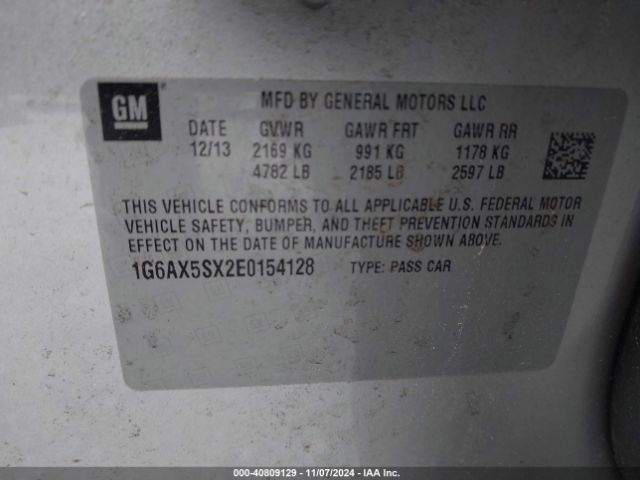 GM
MFD BY GENERAL MOTORS LLC
DATE GVWR GAWR FRT GAWR RR
12/13 2169 KG 991 KG 1178 KG
4782 LB 2185 LB 2597 LB
THIS VEHICLE CONFORMS TO ALL APPLICABLE U.S. FEDERAL MOTOR
VEHICLE SAFETY, BUMPER, AND THEFT PREVENTION STANDARDS IN
EFFECT ON THE DATE OF MANUFACTURE SHOWN ABOVE.
1G6AX5SX2E0154128 TYPE: PASS CAR
000-40809129 - 11/07/2024 - IAA Inc.